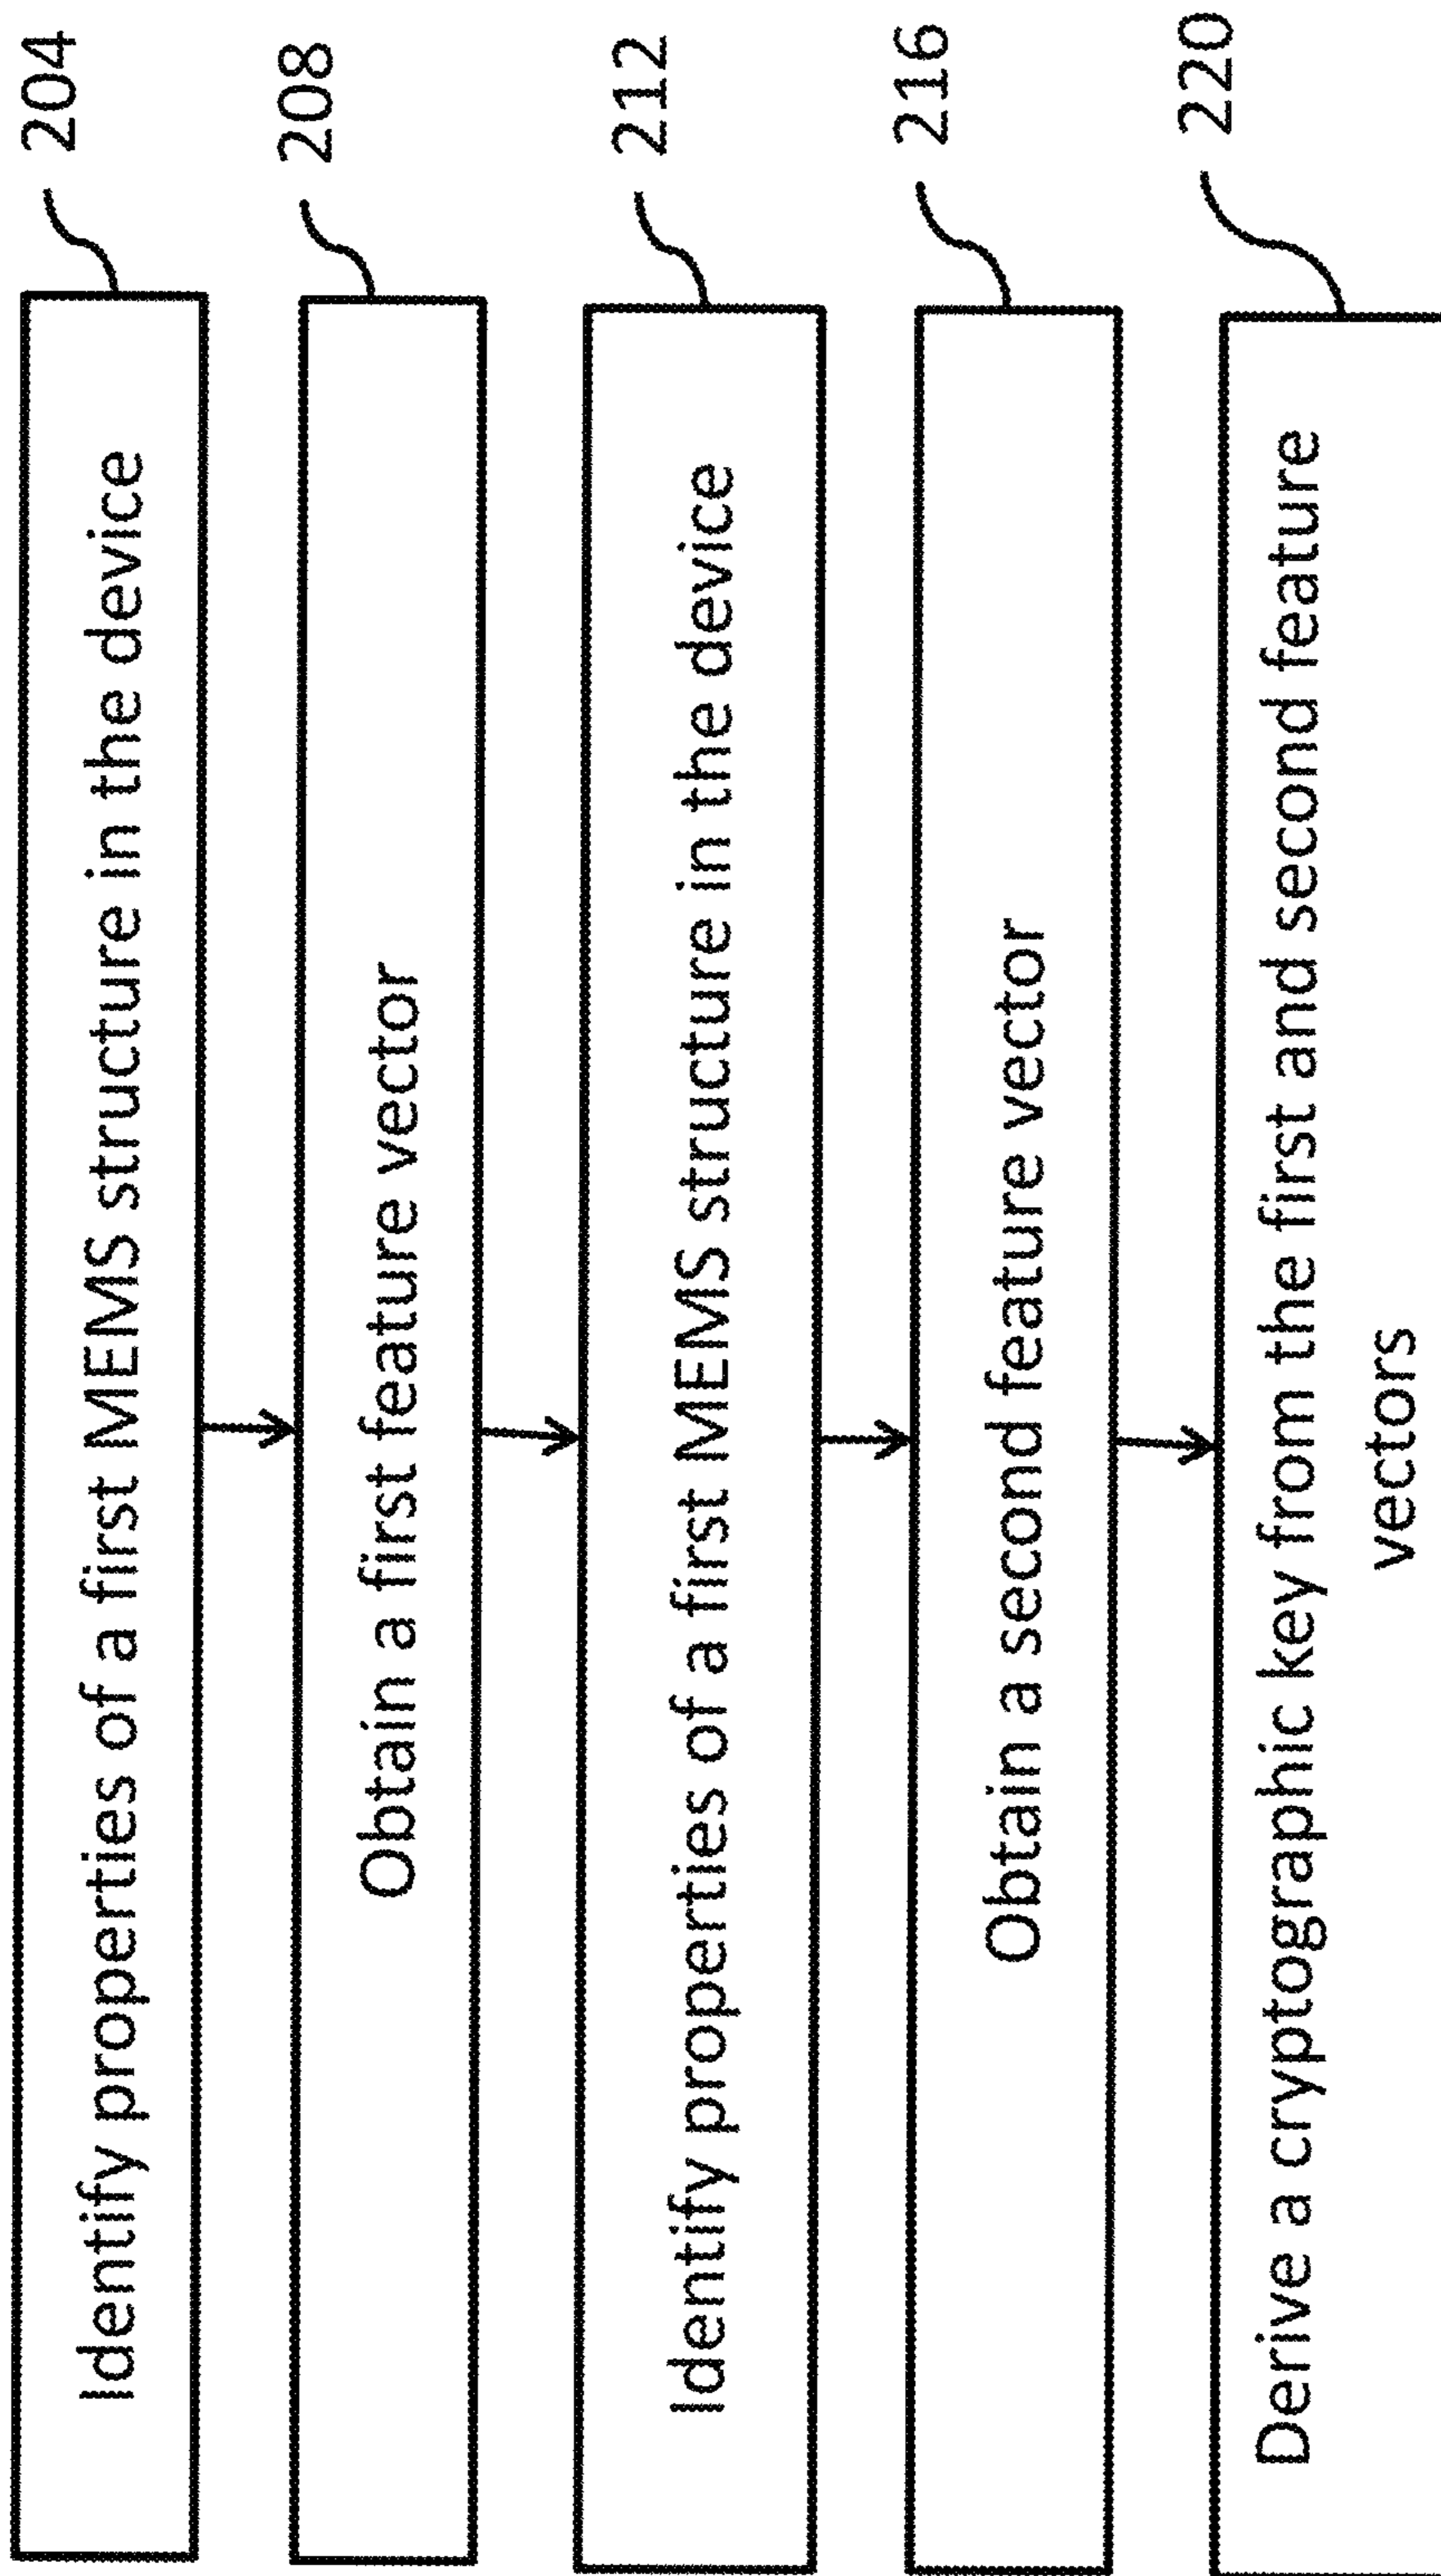 Identify properties of a first MEMS structure in the device
204
Obtain a first feature vector
208
Identify properties of a first MEMS structure in the device
212
Obtain a second feature vector
216
Derive a cryptographic key from the first and second feature
vectors
220